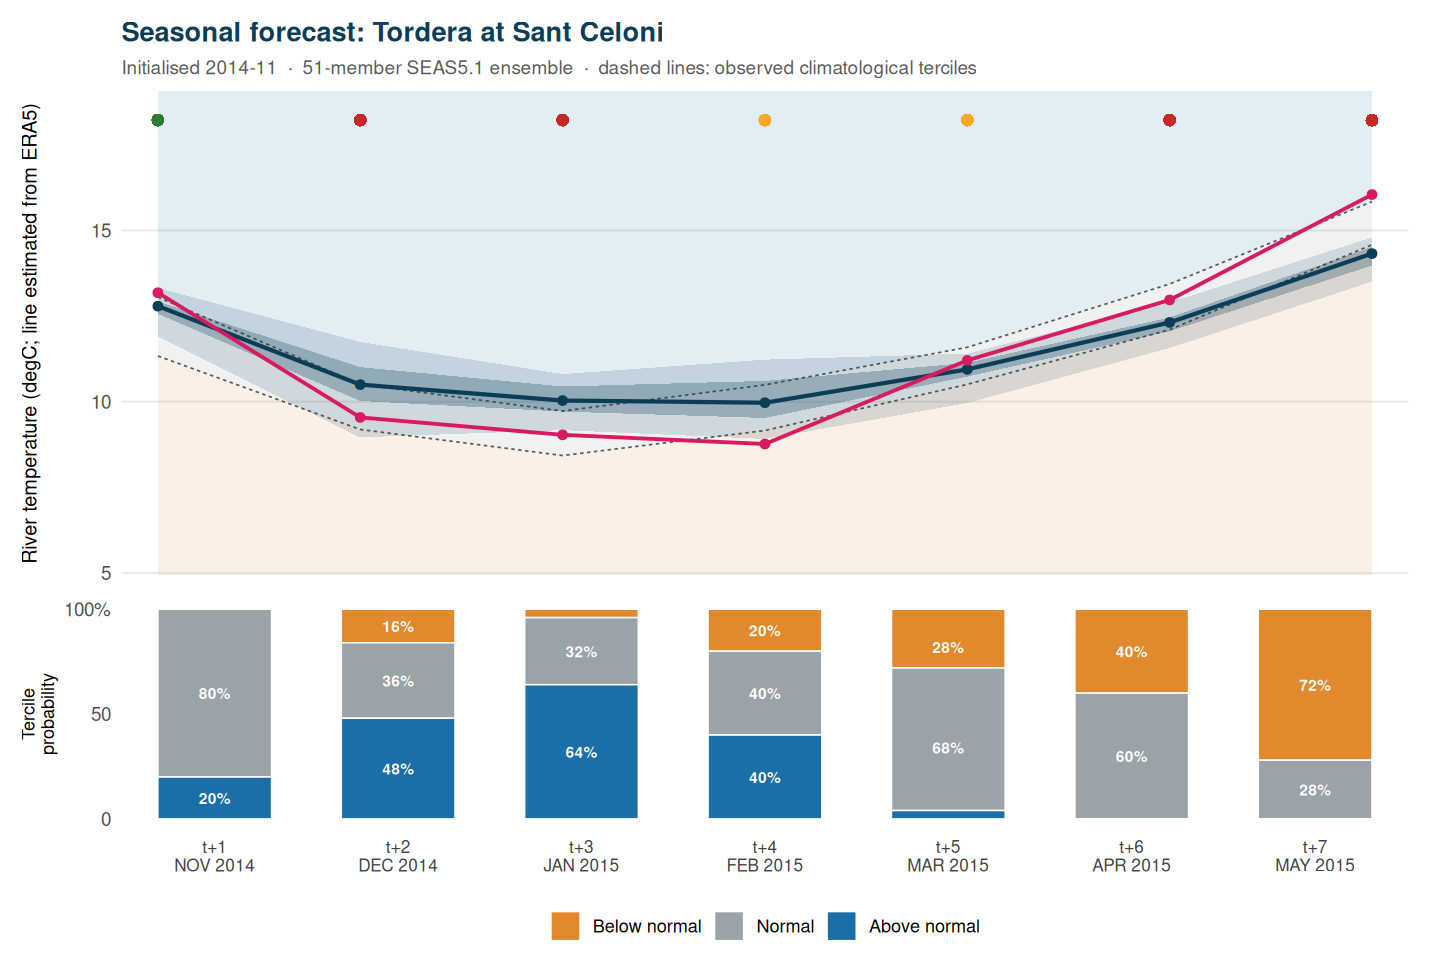 Seasonal forecast: Tordera at Sant Celoni
Initialised 2014-11 · 51-member SEAS5.1 ensemble · dashed lines: observed climatological terciles
River temperature (degC; line estimated from ERA5)
15
10
5
Tercile
probability
100%
50
0
80%
20%
16%
36%
48%
32%
64%
20%
40%
40%
28%
68%
40%
60%
72%
28%
t+1
NOV 2014
t+2
DEC 2014
t+3
JAN 2015
t+4
FEB 2015
t+5
MAR 2015
t+6
APR 2015
t+7
MAY 2015
Below normal
Normal
Above normal